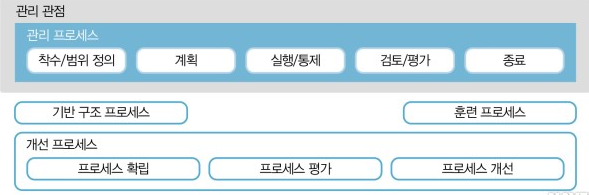 관리 관점
관리 프로세스
착수/범위 정의 계획 실행/통제 검토/평가 종료
기반 구조 프로세스 훈련 프로세스
개선 프로세스
프로세스 확립 프로세스 평가 프로세스 개선